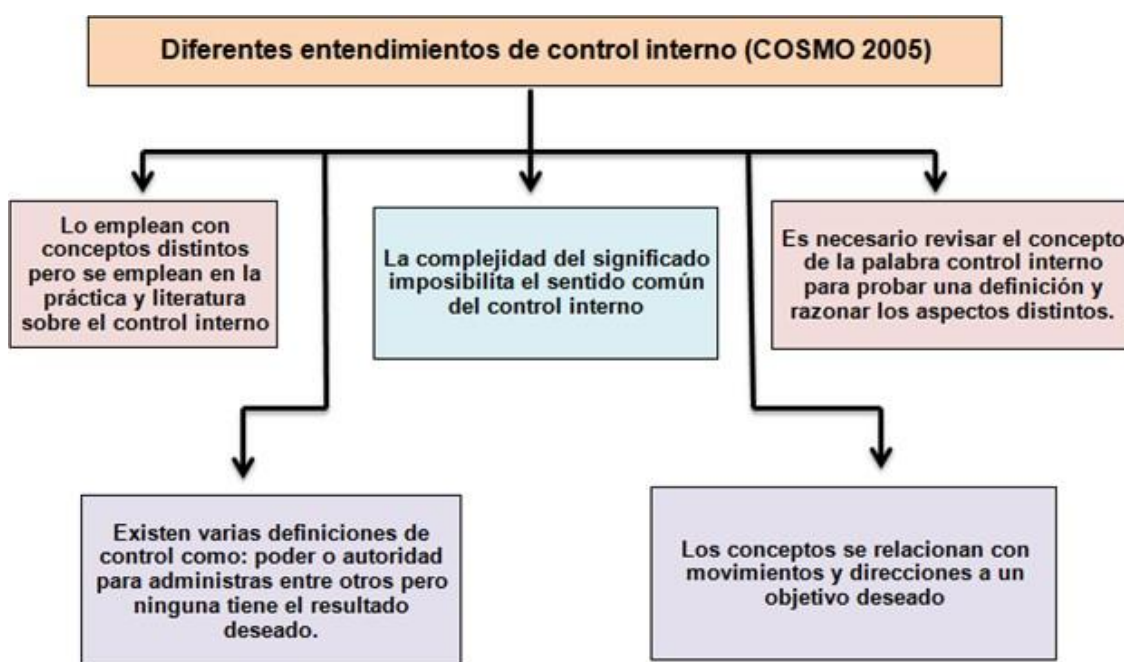 Diferentes entendimientos de control interno (COSMO 2005)
Lo emplean con
conceptos distintos
pero se emplean en la
práctica y literatura
sobre el control interno
La complejidad del significado
imposibilita el sentido común
del control interno
Es necesario revisar el concepto
de la palabra control interno
para probar una definición y
razonar los aspectos distintos.
Existen varias definiciones de
control como: poder o autoridad
para administras entre otros pero
ninguna tiene el resultado
deseado.
Los conceptos se relacionan con
movimientos y direcciones a un
objetivo deseado